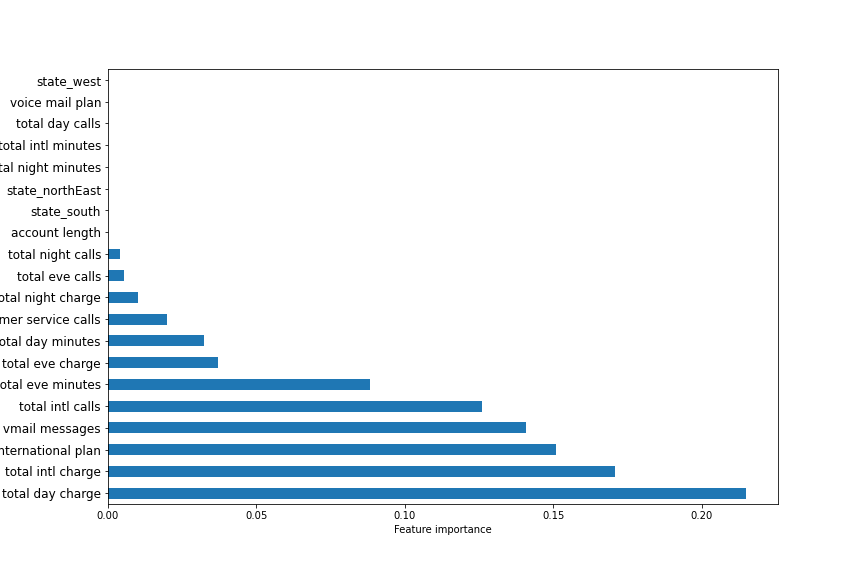 state_west
voice mail plan
total day calls
total intl minutes
tal night minutes
state_northEast
state_south
account length
total night calls
total eve calls
otal night charge
mer service calls
otal day minutes
total eve charge
otal eve minutes
total intl calls
vmail messages
nternational plan
total intl charge
total day charge
0.00 0.05 0.10 0.15 0.20
Feature importance